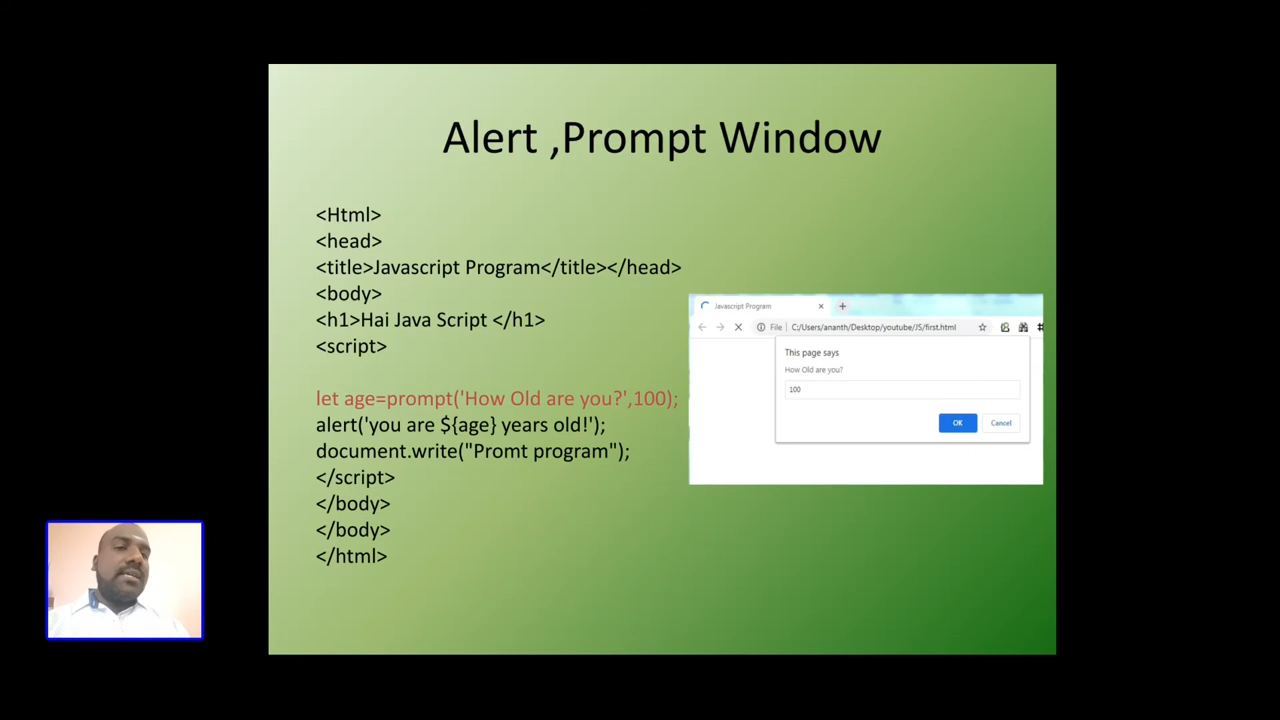 Alert ,Prompt Window
<Html>
<head>
<title>Javascript Program</title></head>
<body>
<h1>Hai Java Script </h1>
<script>
let age=prompt('How Old are you?',100);
alert('you are ${age} years old!');
document.write("Promt program");
</script>
</body>
</body>
</html>
Javascript Program
File C:/Users/ananth/Desktop/youtube/JS/first.html
This page says
How Old are you?
100
OK Cancel